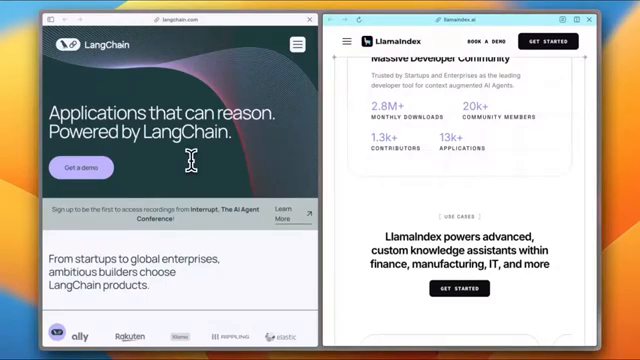 langchain.com
LangChain
Applications that can reason.
Powered by LangChain.
Get a demo
Sign up to be the first to access recordings from Interrupt, The AI Agent
Conference!
Learn
More
From startups to global enterprises,
ambitious builders choose
LangChain products.
ally
Rakuten
RIPPLING
elastic
llamaindex.ai
LlamaIndex
BOOK A DEMO
GET STARTED
Massive Developer Community
Trusted by Startups and Enterprises as the leading
developer tool for context augmented AI Agents.
2.8M+
20k+
MONTHLY DOWNLOADS
COMMUNITY MEMBERS
1.3k+
13k+
CONTRIBUTORS
APPLICATIONS
[ USE CASES ]
LlamaIndex powers advanced,
custom knowledge assistants within
finance, manufacturing, IT, and more
GET STARTED